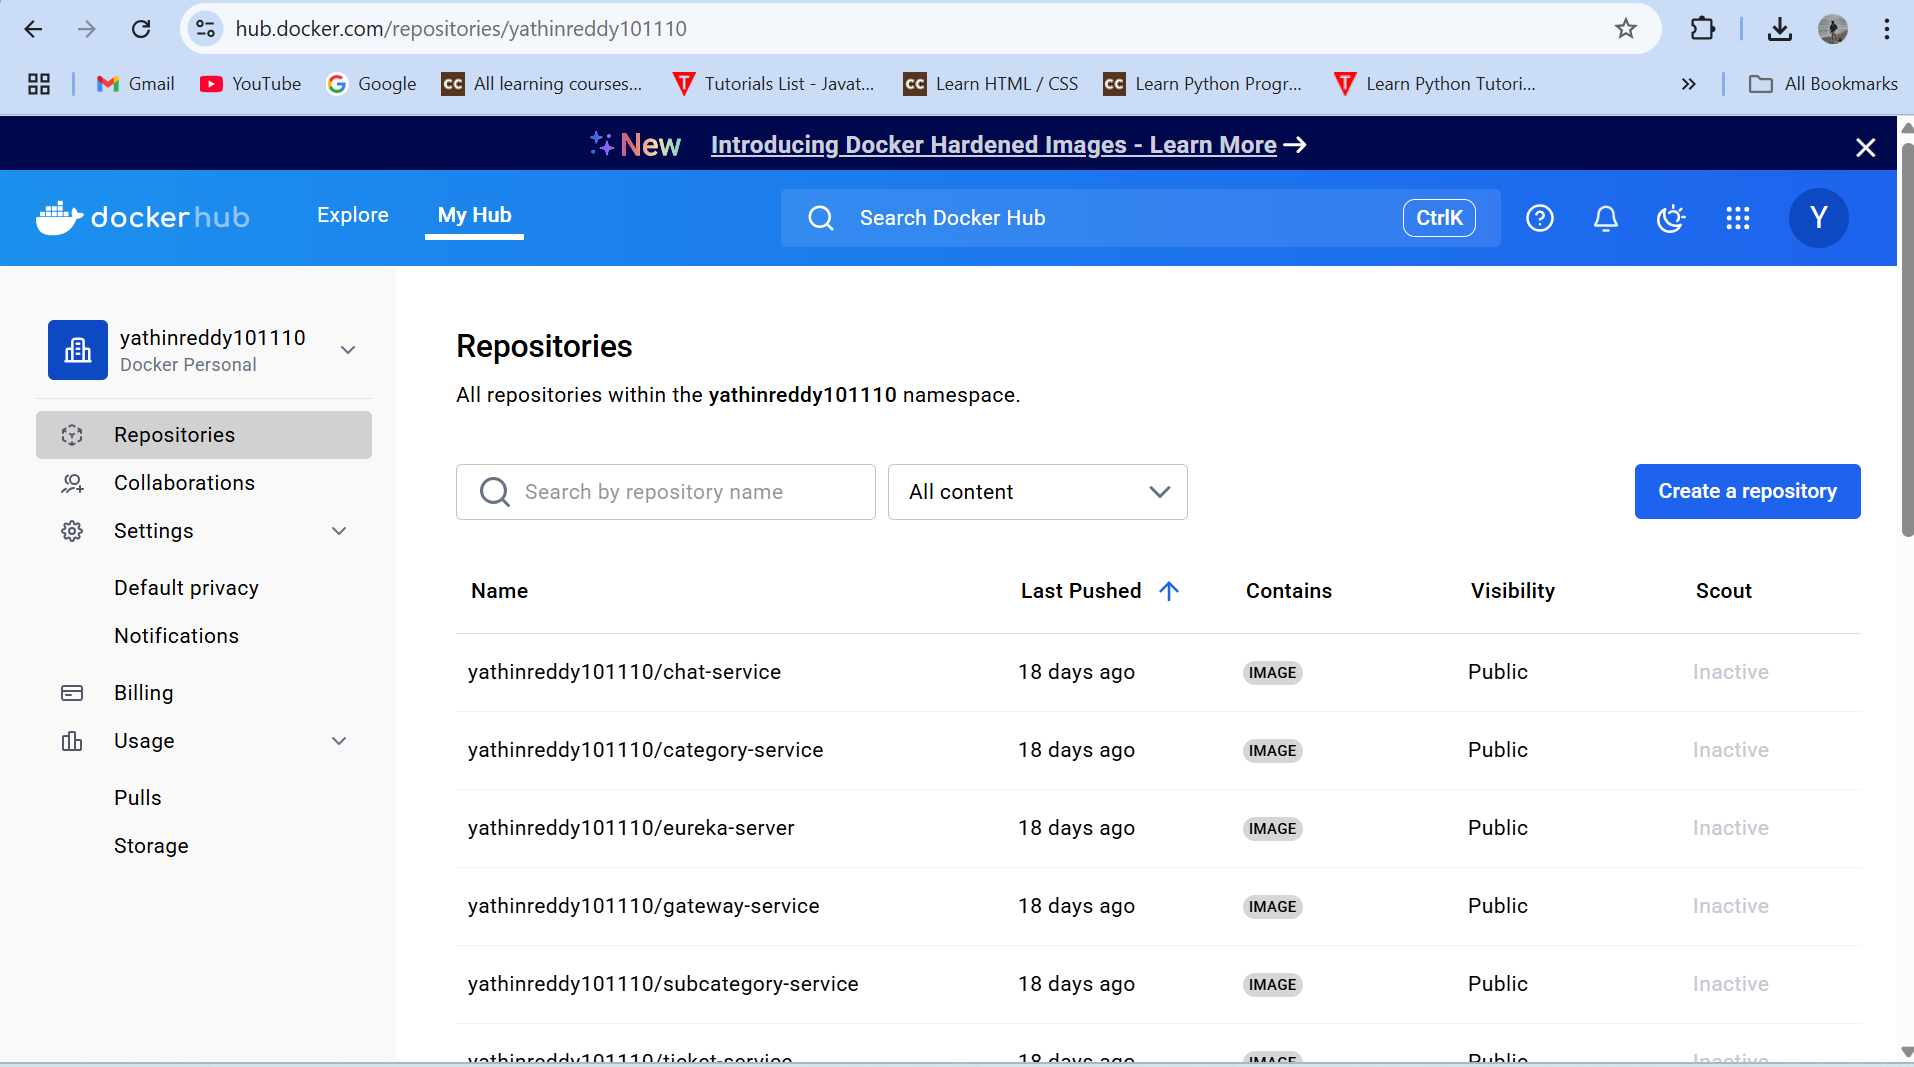 hub.docker.com/repositories/yathinreddy101110
Gmail YouTube Google CC All learning courses... Tutorials List - Javat... CC Learn HTML / CSS CC Learn Python Progr... Learn Python Tutori... » All Bookmarks
New Introducing Docker Hardened Images - Learn More →
dockerhub Explore My Hub Search Docker Hub CtrlK Y
yathinreddy101110
Docker Personal
Repositories
Collaborations
Settings
Default privacy
Notifications
Billing
Usage
Pulls
Storage
Repositories
All repositories within the yathinreddy101110 namespace.
Search by repository name All content Create a repository
Name Last Pushed Contains Visibility Scout
yathinreddy101110/chat-service 18 days ago IMAGE Public Inactive
yathinreddy101110/category-service 18 days ago IMAGE Public Inactive
yathinreddy101110/eureka-server 18 days ago IMAGE Public Inactive
yathinreddy101110/gateway-service 18 days ago IMAGE Public Inactive
yathinreddy101110/subcategory-service 18 days ago IMAGE Public Inactive
yathinreddy101110/ticket-service 18 days ago IMAGE Public Inactive